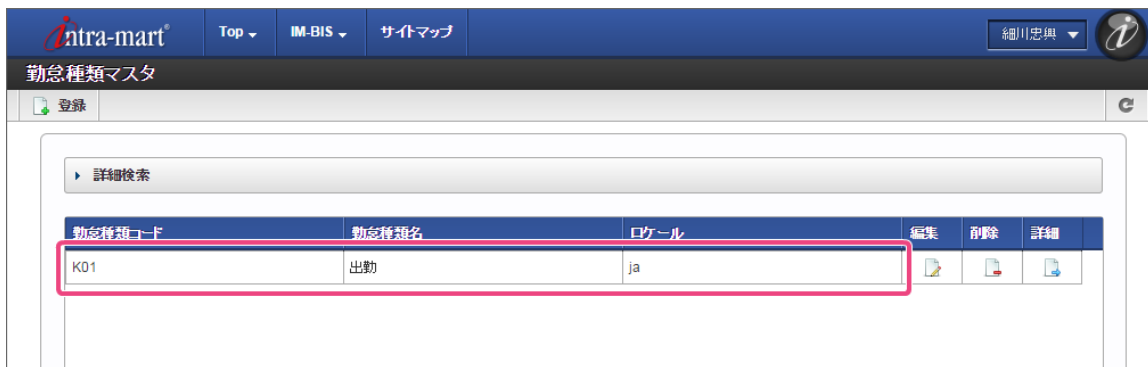 intra-mart® Top IM-BIS サイトマップ 細川忠興
勤怠種類マスタ
登録
詳細検索
勤怠種類コード 勤怠種類名 ロケール 編集 削除 詳細
K01 出勤 ja